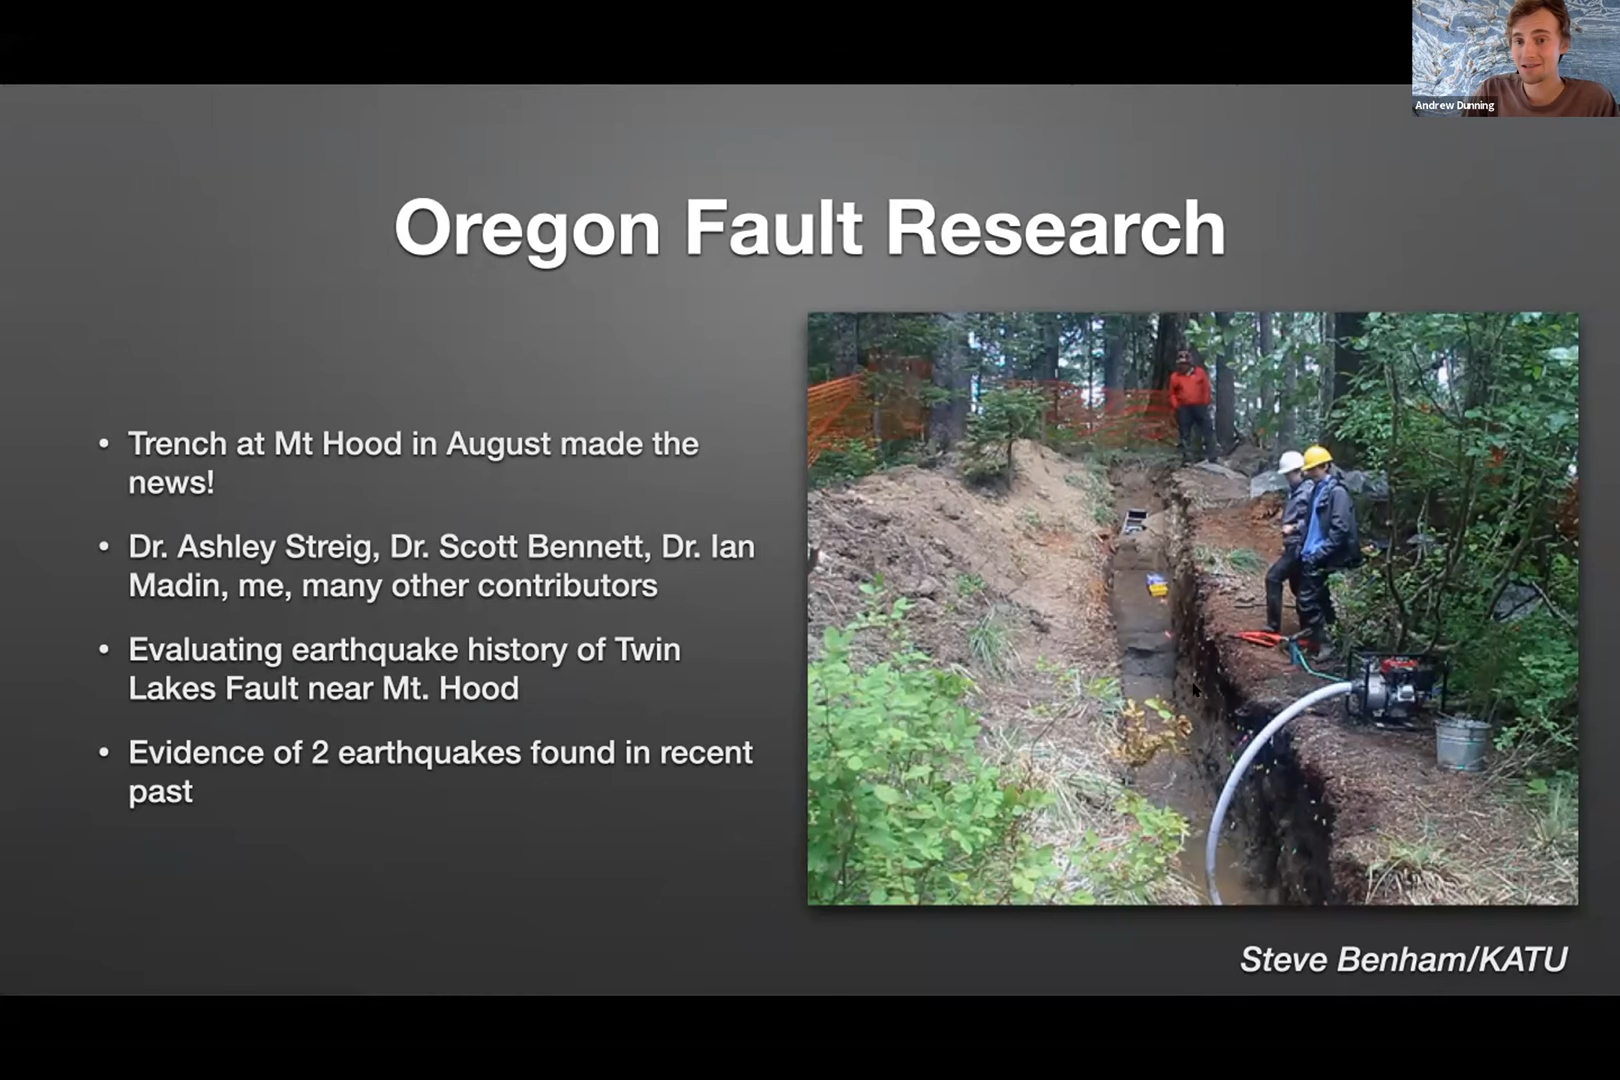 Andrew Dunning
Oregon Fault Research
• Trench at Mt Hood in August made the
news!
• Dr. Ashley Streig, Dr. Scott Bennett, Dr. Ian
Madin, me, many other contributors
• Evaluating earthquake history of Twin
Lakes Fault near Mt. Hood
• Evidence of 2 earthquakes found in recent
past
Steve Benham/KATU